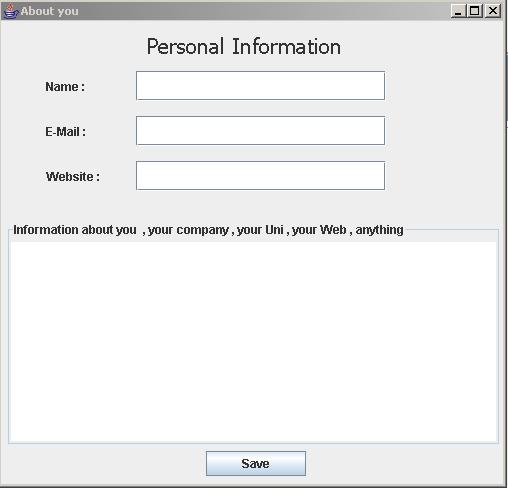 About you
Personal Information
Name :
E-Mail :
Website :
Information about you , your company , your Uni , your Web , anything
Save